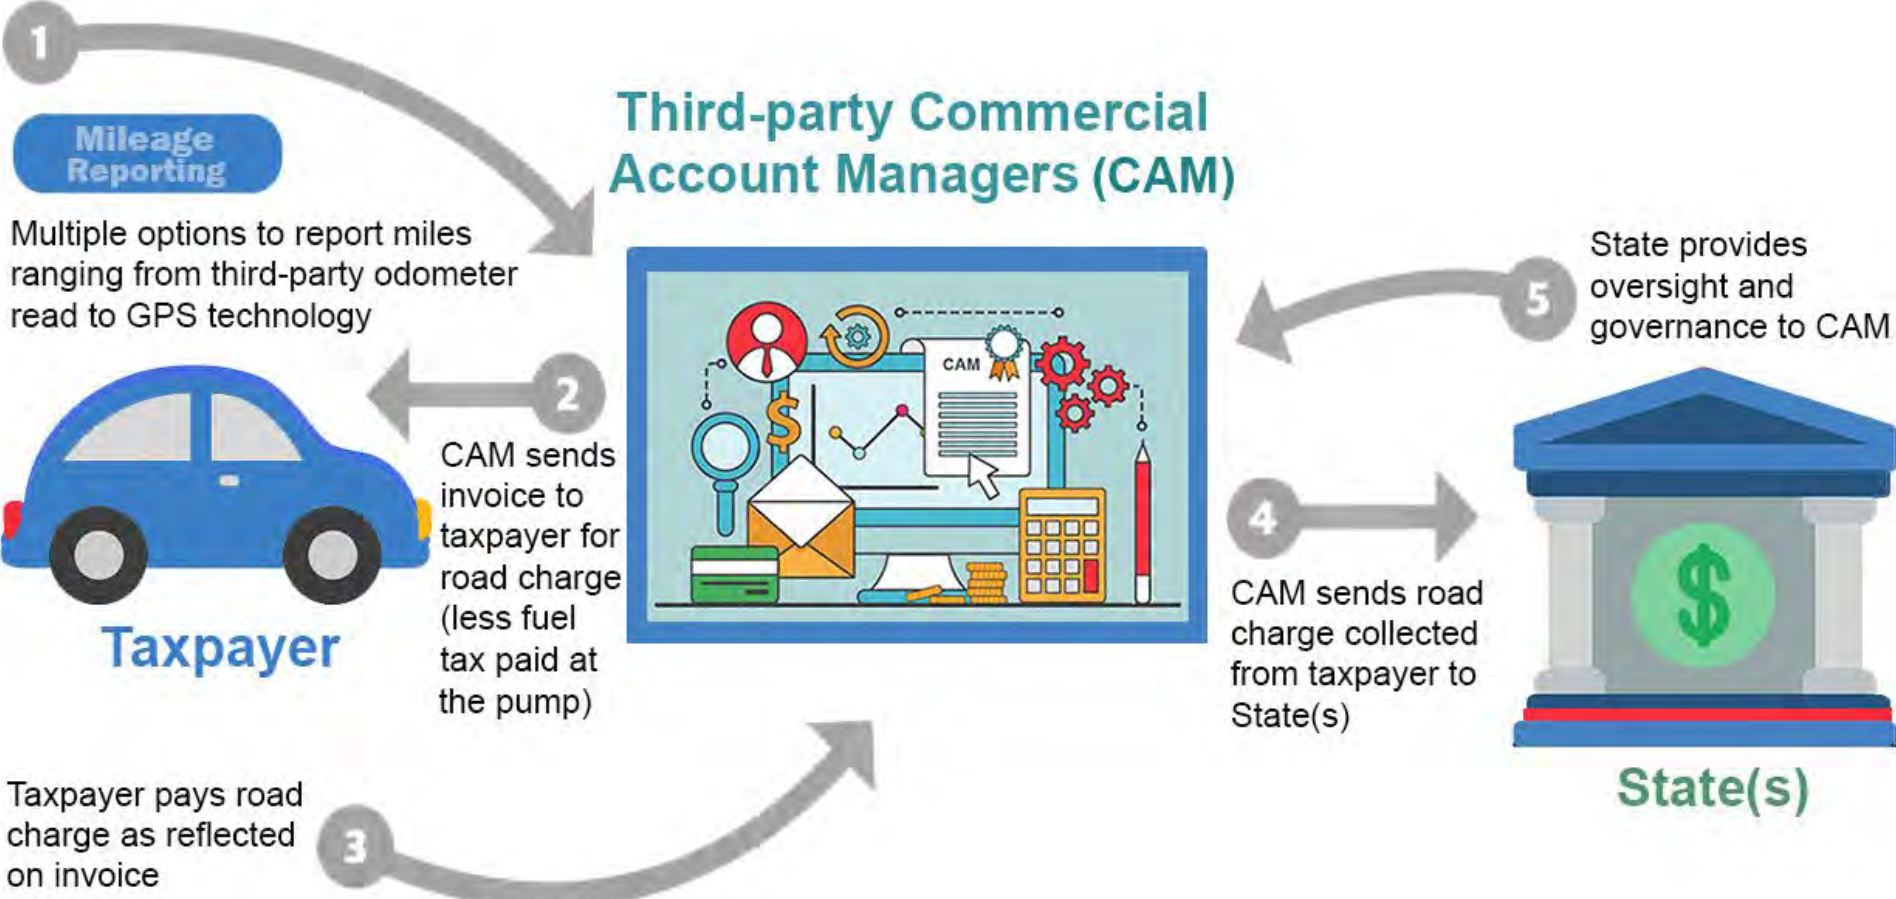 1
Mileage
Reporting
Multiple options to report miles
ranging from third-party odometer
read to GPS technology
2
CAM sends
invoice to
taxpayer for
road charge
(less fuel
tax paid at
the pump)
Taxpayer
Taxpayer pays road
charge as reflected
on invoice
3
Third-party Commercial
Account Managers (CAM)
$
CAM
4
CAM sends road
charge collected
from taxpayer to
State(s)
5
State provides
oversight and
governance to CAM
$
State(s)